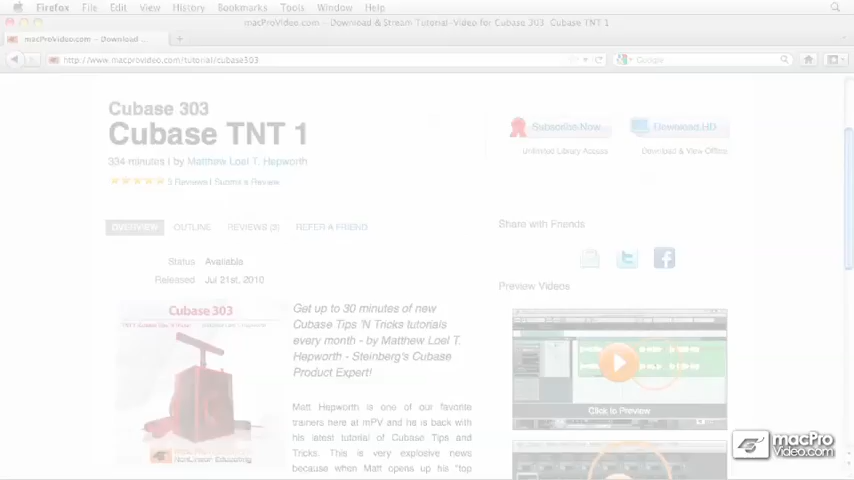 Firefox File Edit View History Bookmarks Tools Window Help
macProVideo.com – Download & Stream Tutorial-Video for Cubase 303 Cubase TNT 1
macProVideo.com – Download ...
http://www.macprovideo.com/tutorial/cubase303
Google
Cubase 303
Cubase TNT 1
334 minutes | by Matthew Loel T. Hepworth
5 Reviews | Submit a Review
Subscribe Now
Unlimited Library Access
Download HD
Download & View Offline
OVERVIEW OUTLINE REVIEWS REFER A FRIEND
Share with Friends
Status Available
Released Jul 21st, 2010
Preview Videos
Cubase 303
Get up to 30 minutes of new
Cubase Tips 'N Tricks tutorials
every month - by Matthew Loel T.
Hepworth - Steinberg's Cubase
Product Expert!
Click to Preview
Matt Hepworth is one of our favorite
trainers here at mPV and he is back with
his latest tutorial of Cubase Tips and
Tricks. This is very explosive news
because when Matt opens up his "top
NonLinear Educating
macPro
Video.com